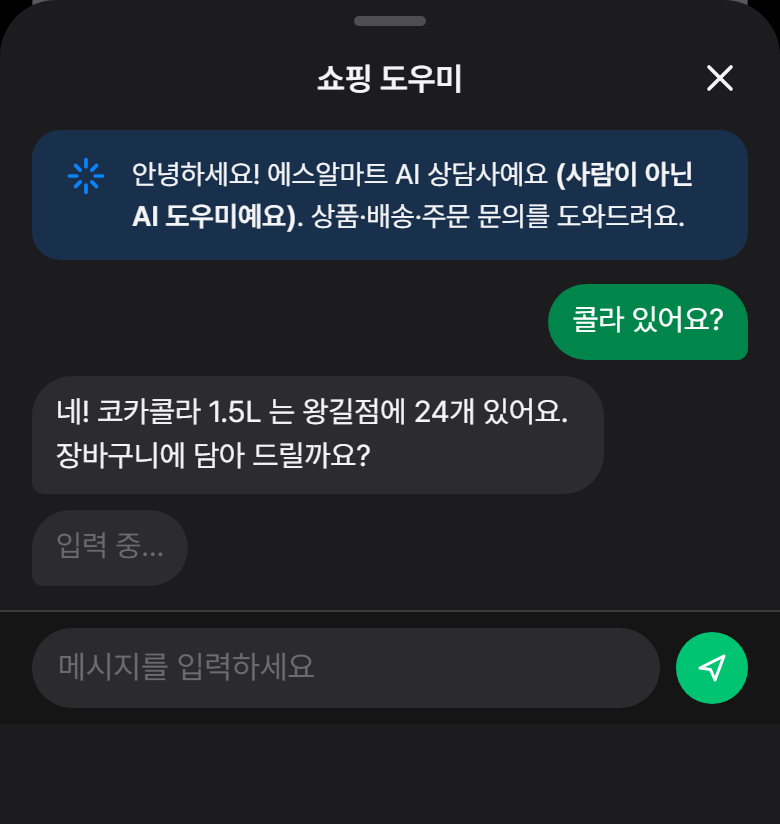 쇼핑 도우미
안녕하세요! 에스알마트 AI 상담사예요 (사람이 아닌
AI 도우미예요). 상품·배송·주문 문의를 도와드려요.
콜라 있어요?
네! 코카콜라 1.5L 는 왕길점에 24개 있어요.
장바구니에 담아 드릴까요?
입력 중...
메시지를 입력하세요